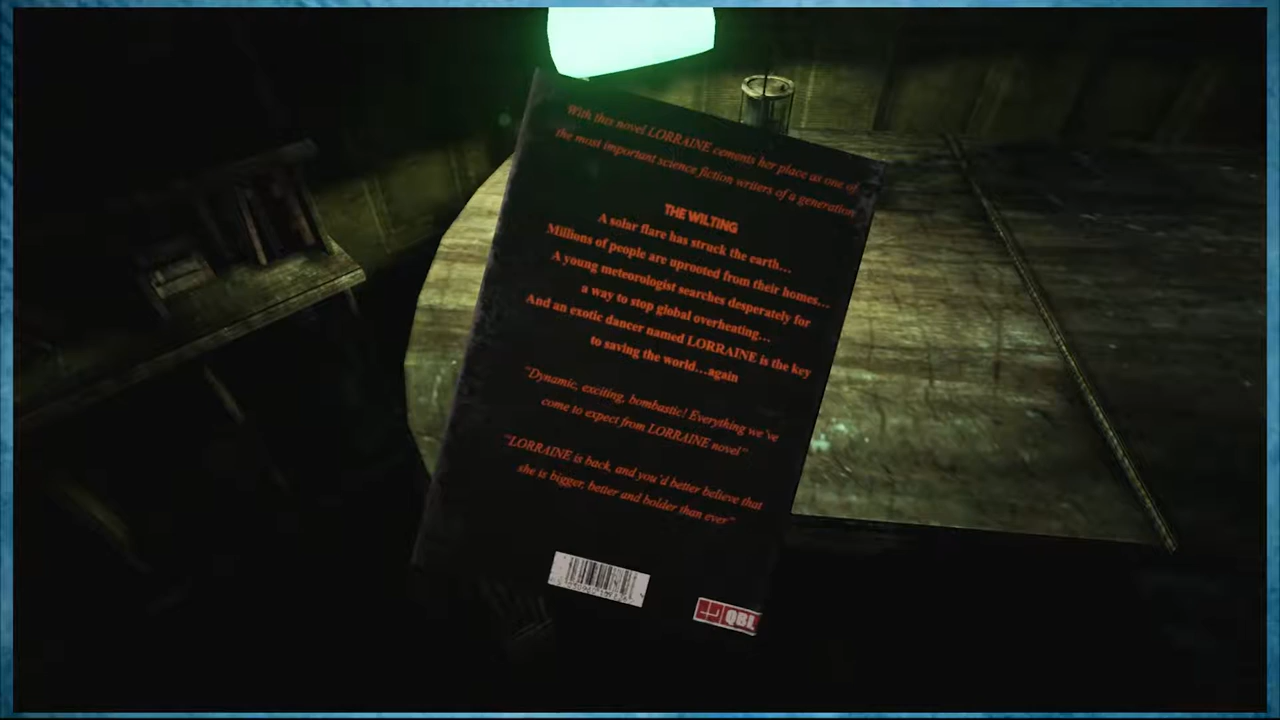 With this novel LORRAINE cements her place as one of
the most important science fiction writers of a generation
THE WILTING
A solar flare has struck the earth...
Millions of people are uprooted from their homes...
A young meteorologist searches desperately for
a way to stop global overheating...
And an exotic dancer named LORRAINE is the key
to saving the world...again
"Dynamic, exciting, bombastic! Everything we've
come to expect from LORRAINE novel"
"LORRAINE is back, and you'd better believe that
she is bigger, better and bolder than ever"
QBL